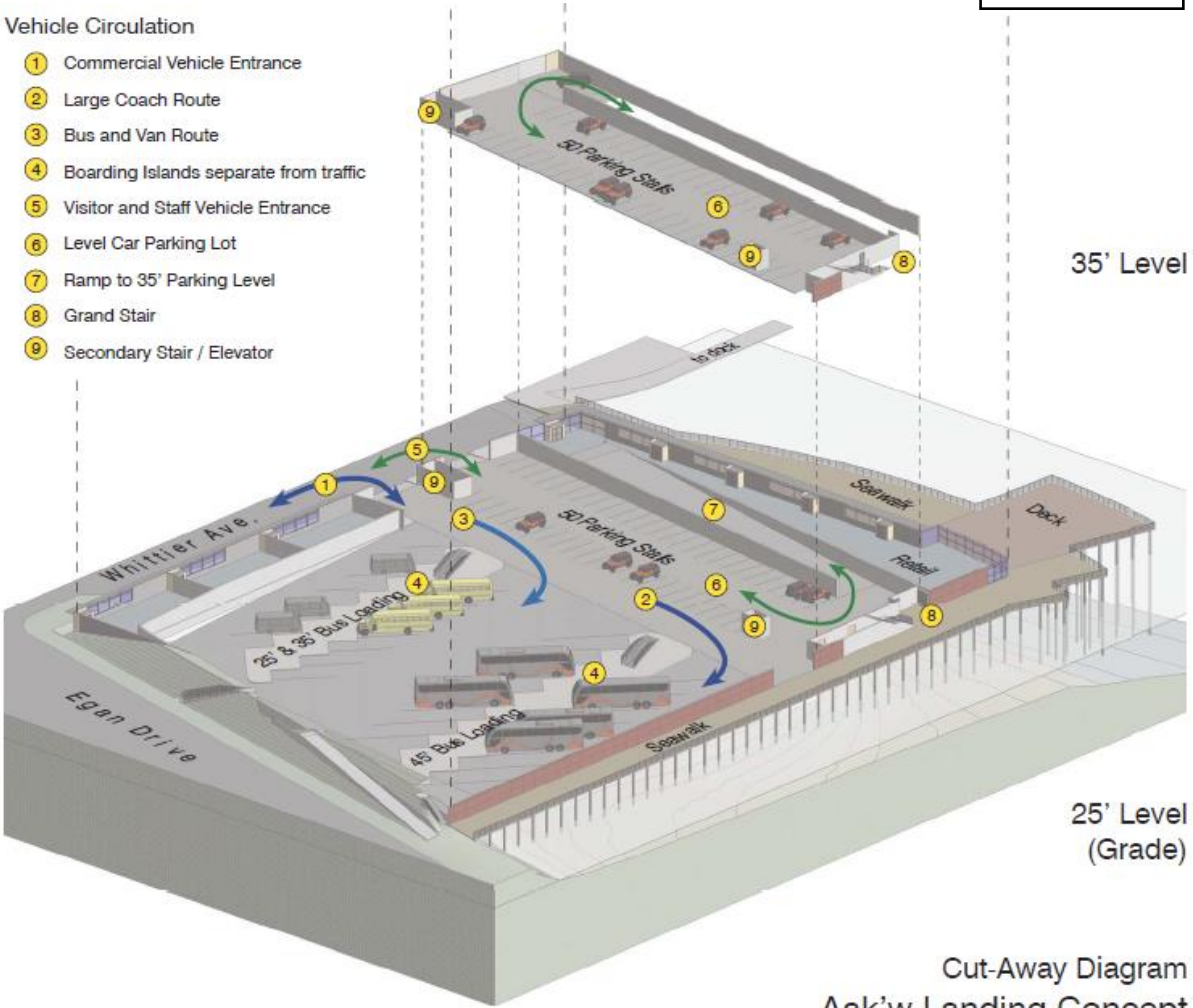 Vehicle Circulation
1 Commercial Vehicle Entrance
2 Large Coach Route
3 Bus and Van Route
4 Boarding Islands separate from traffic
5 Visitor and Staff Vehicle Entrance
6 Level Car Parking Lot
7 Ramp to 35' Parking Level
8 Grand Stair
9 Secondary Stair / Elevator
9
50 Parking Stalls
6
9
8
35' Level
to dock
5
1
9
Whittier Ave.
3
50 Parking Stalls
7
Seawalk
Deck
Retail
4
25' & 35' Bus Loading
2
6
9
8
4
45' Bus Loading
Seawalk
Egan Drive
25' Level
(Grade)
Cut-Away Diagram
Aak'w Landing Concept